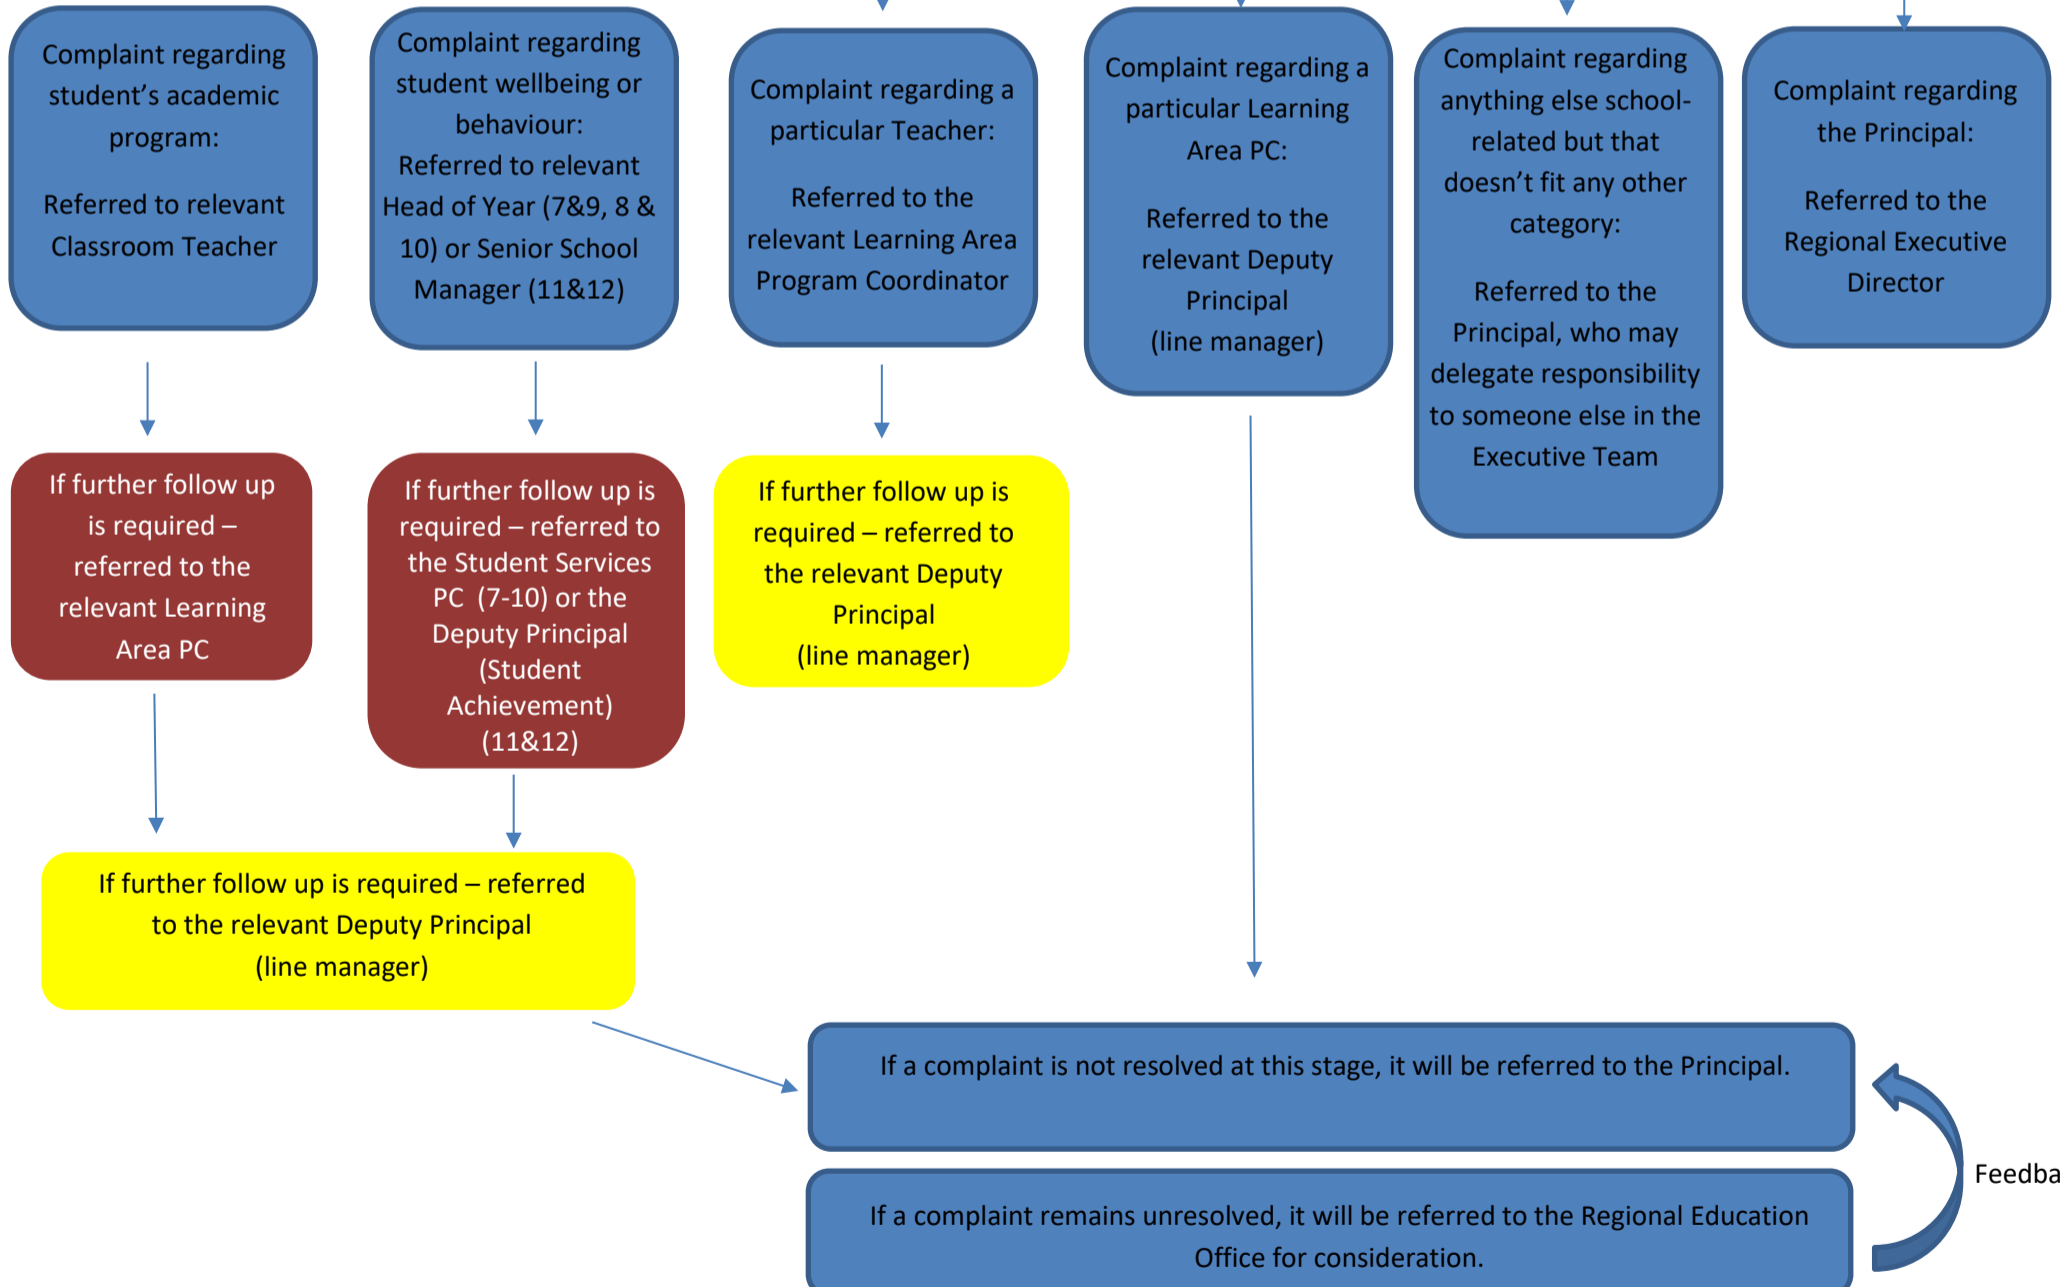 Complaint regarding
student’s academic
program:
Referred to relevant
Classroom Teacher
Complaint regarding
student wellbeing or
behaviour:
Referred to relevant
Head of Year (7&9, 8 &
10) or Senior School
Manager (11&12)
Complaint regarding a
particular Teacher:
Referred to the
relevant Learning Area
Program Coordinator
Complaint regarding a
particular Learning
Area PC:
Referred to the
relevant Deputy
Principal
(line manager)
Complaint regarding
anything else school-
related but that
doesn’t fit any other
category:
Referred to the
Principal, who may
delegate responsibility
to someone else in the
Executive Team
Complaint regarding
the Principal:
Referred to the
Regional Executive
Director
If further follow up
is required –
referred to the
relevant Learning
Area PC
If further follow up is
required – referred to
the Student Services
PC  (7-10) or the
Deputy Principal
(Student
Achievement)
(11&12)
If further follow up is
required – referred to
the relevant Deputy
Principal
(line manager)
If further follow up is required – referred
to the relevant Deputy Principal
(line manager)
If a complaint is not resolved at this stage, it will be referred to the Principal.
Feedba
If a complaint remains unresolved, it will be referred to the Regional Education
Office for consideration.